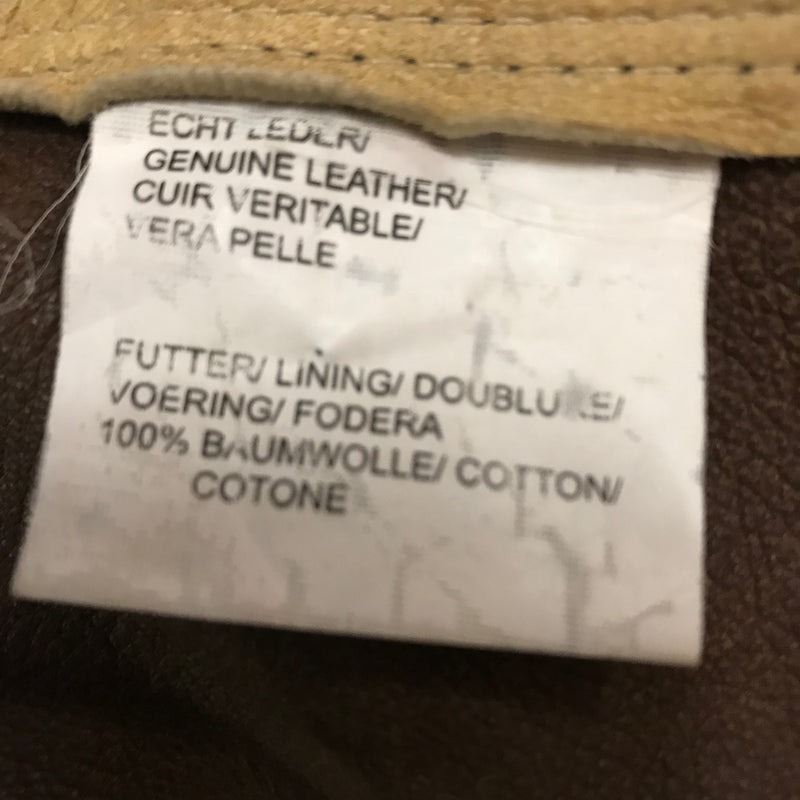 ECHT LEDER/
GENUINE LEATHER/
CUIR VERITABLE/
VERA PELLE
FUTTER/ LINING/ DOUBLURE/
VOERING/ FODERA
100% BAUMWOLLE/ COTTON/
COTONE